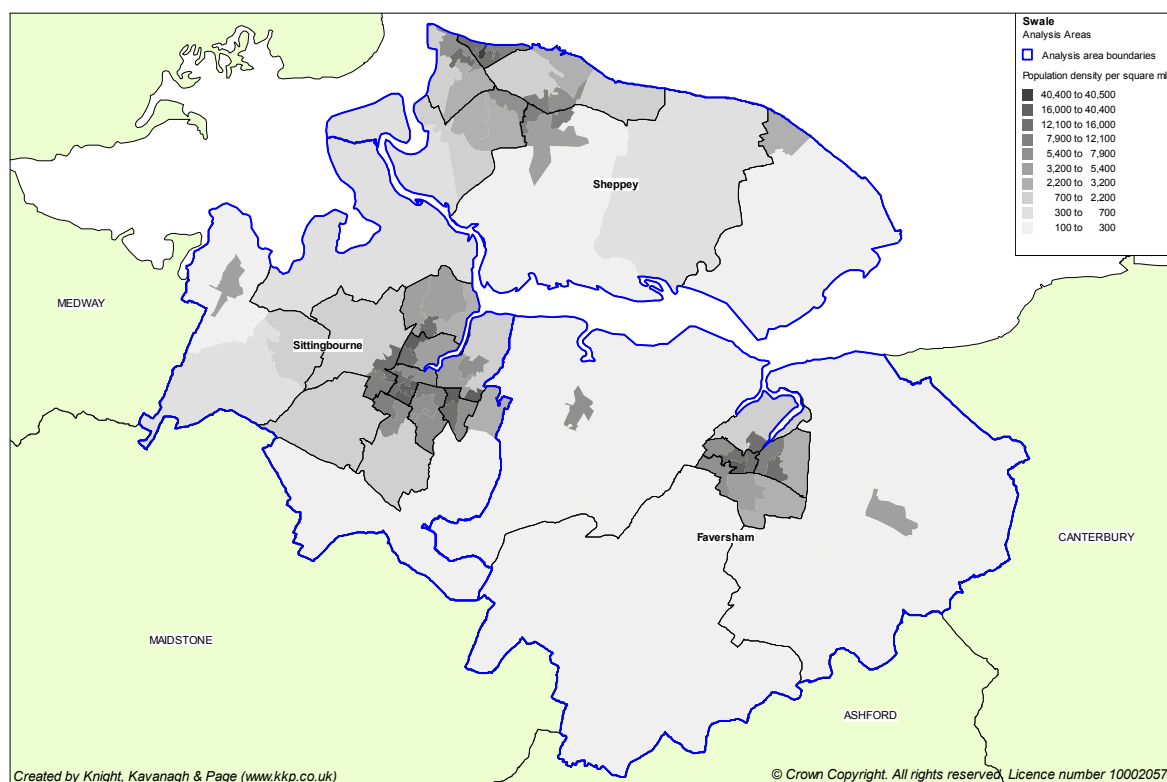 Swale
Analysis Areas
Analysis area boundaries
Population density per square mi
40,400 to 40,500
16,000 to 40,400
12,100 to 16,000
7,900 to 12,100
5,400 to 7,900
3,200 to 5,400
2,200 to 3,200
700 to 2,200
300 to 700
100 to 300
Sheppey
MEDWAY
Sittingbourne
Faversham
CANTERBURY
MAIDSTONE
ASHFORD
Created by Knight, Kavanagh & Page (www.kkp.co.uk)
© Crown Copyright. All rights reserved. Licence number 10002057